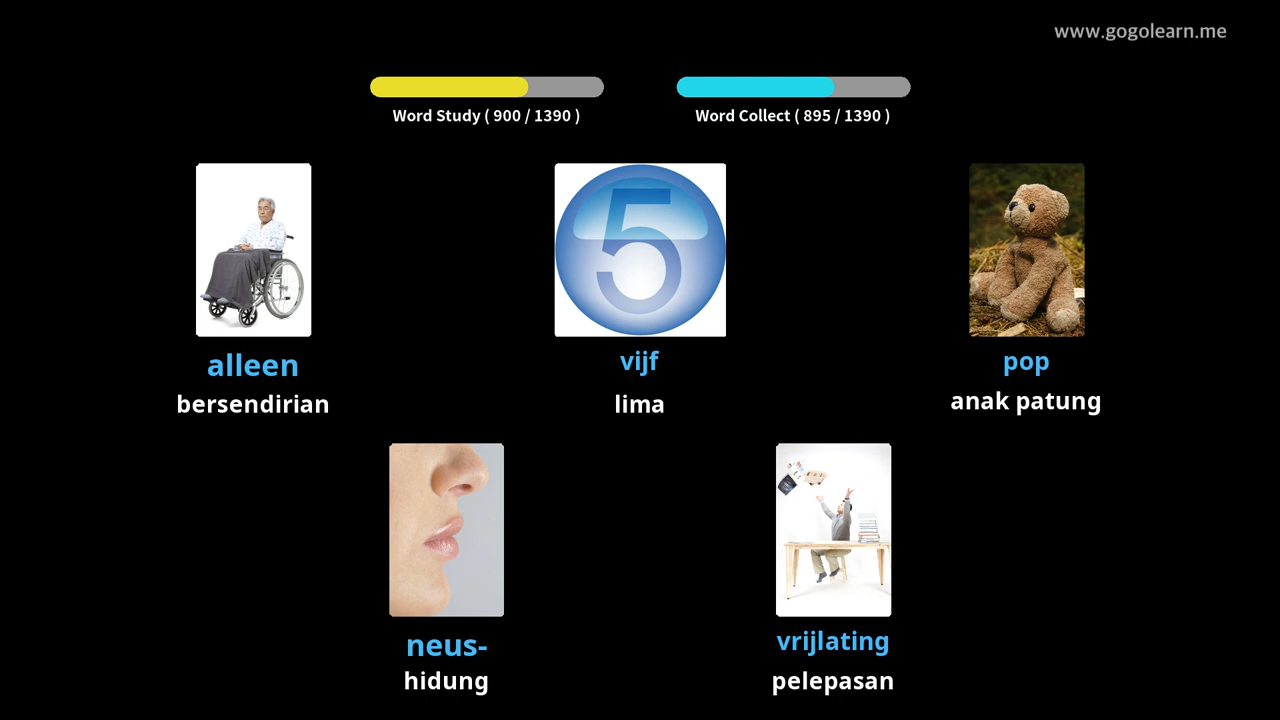 www.gogolearn.me
Word Study ( 900 / 1390 )
Word Collect ( 895 / 1390 )
5
alleen
bersendirian
vijf
lima
pop
anak patung
neus-
hidung
vrijlating
pelepasan